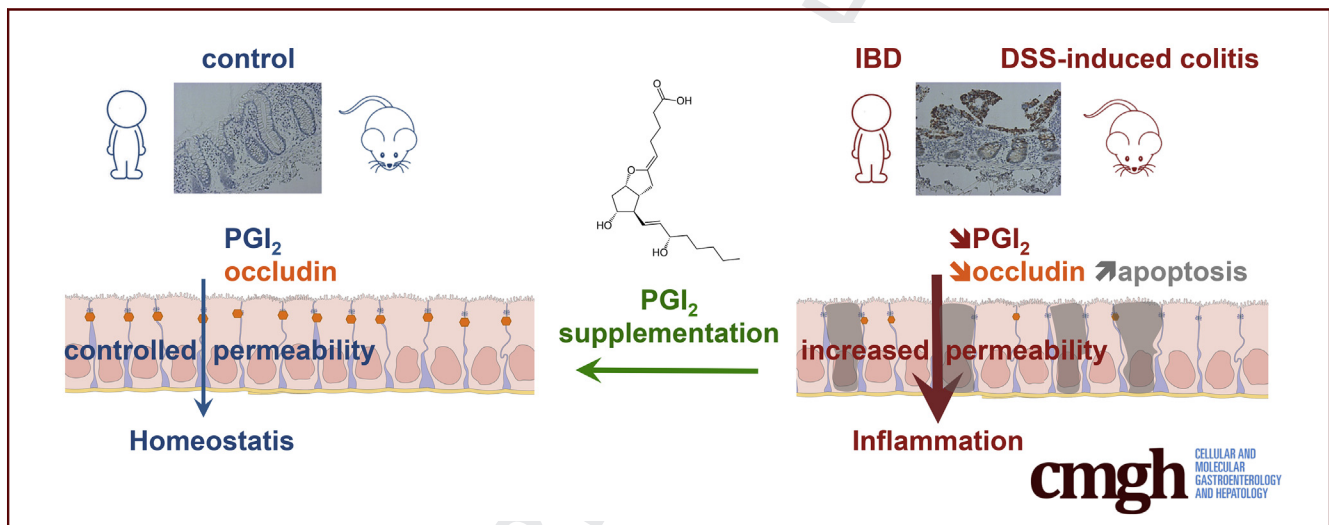 control
IBD
DSS-induced colitis
O
OH
O
HO
HO
PGI₂
occludin
➘PGI₂
➘occludin ➚apoptosis
PGI₂
supplementation
controlled permeability
increased permeability
Homeostatis
Inflammation
cmgh
CELLULAR AND
MOLECULAR
GASTROENTEROLOGY
AND HEPATOLOGY